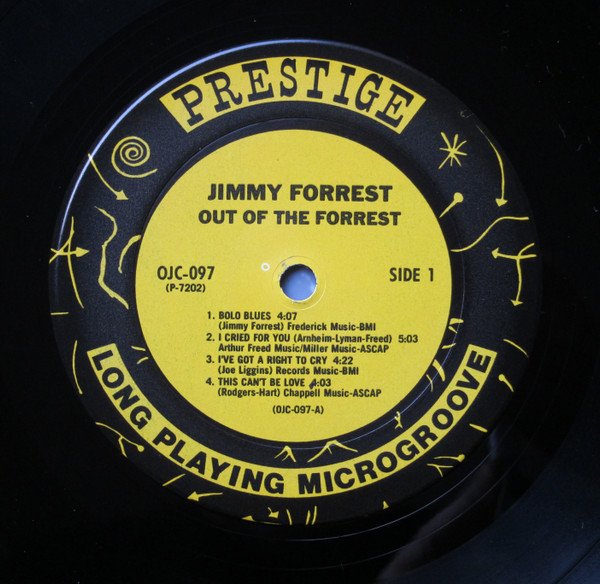 PRESTIGE
JIMMY FORREST
OUT OF THE FORREST
OJC-097
(P-7202)
SIDE 1
1. BOLO BLUES 4:07
(Jimmy Forrest) Frederick Music-BMI
2. I CRIED FOR YOU (Arnheim-Lyman-Freed) 5:03
Arthur Freed Music/Miller Music-ASCAP
3. I'VE GOT A RIGHT TO CRY 4:22
(Joe Liggins) Records Music-BMI
4. THIS CAN'T BE LOVE 4:03
(Rodgers-Hart) Chappell Music-ASCAP
(OJC-097-A)
LONG PLAYING MICROGROOVE